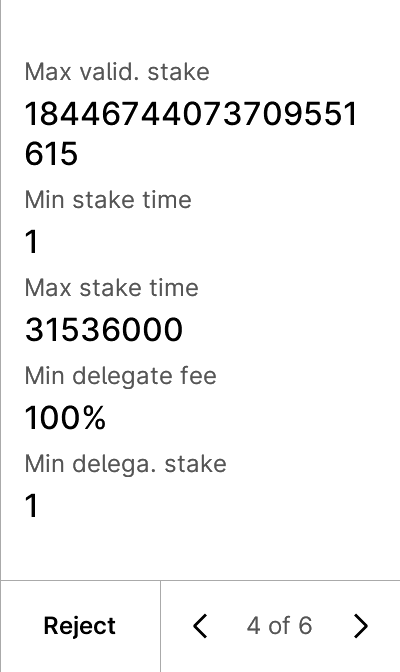 Max valid. stake
18446744073709551
615
Min stake time
1
Max stake time
31536000
Min delegate fee
100%
Min delega. stake
1
Reject
4 of 6